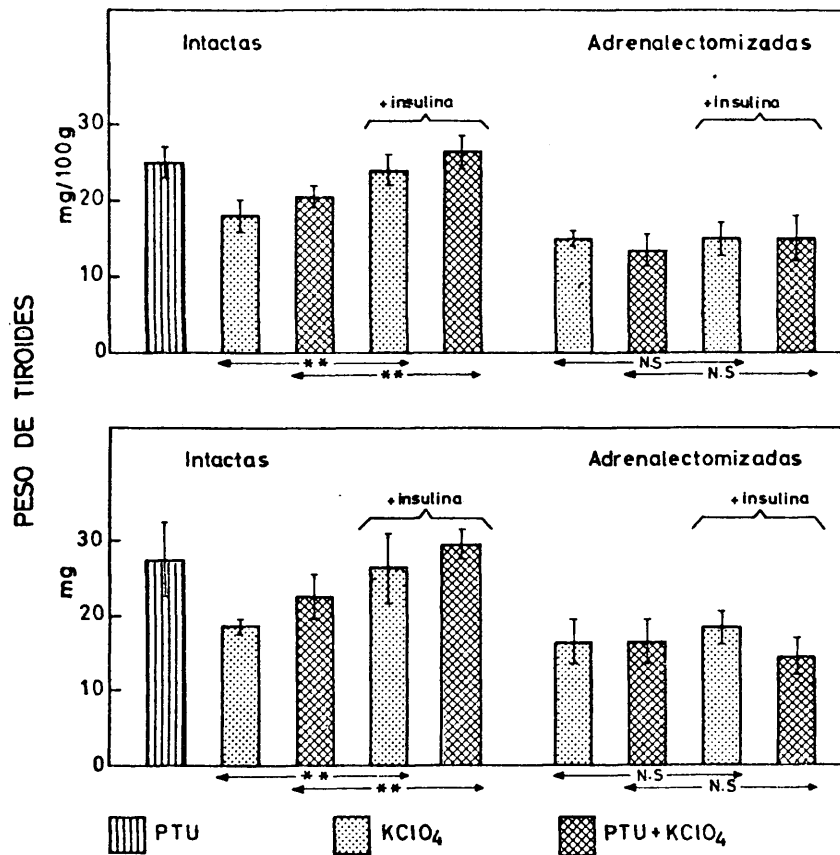 PESO DE TIROIDES
Intactas Adrenalectomizadas
+insulina +Insulina
mg/100g
30
20
10
0
** N.S
** N.S
Intactas Adrenalectomizadas
+insulina +insulina
mg
30
20
10
0
** N.S
** N.S
PTU KClO₄ PTU+KClO₄